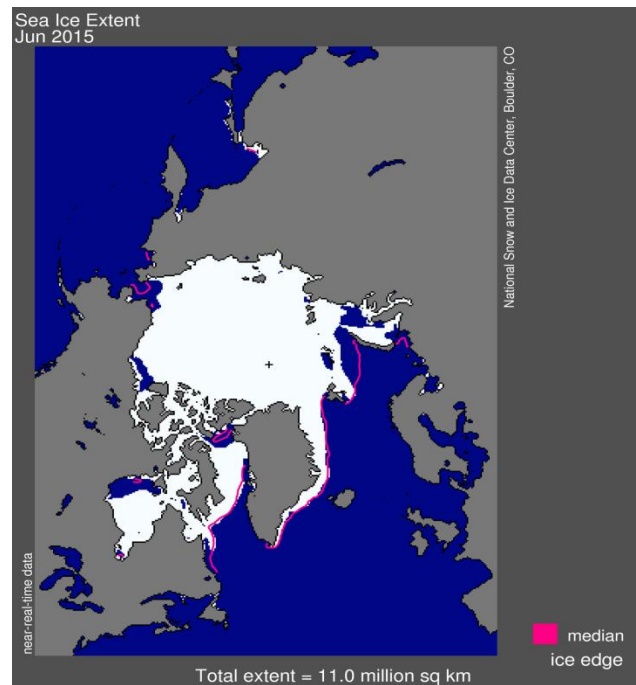 Sea Ice Extent
Jun 2015
National Snow and Ice Data Center, Boulder, CO
near-real-time data
median
ice edge
Total extent = 11.0 million sq km